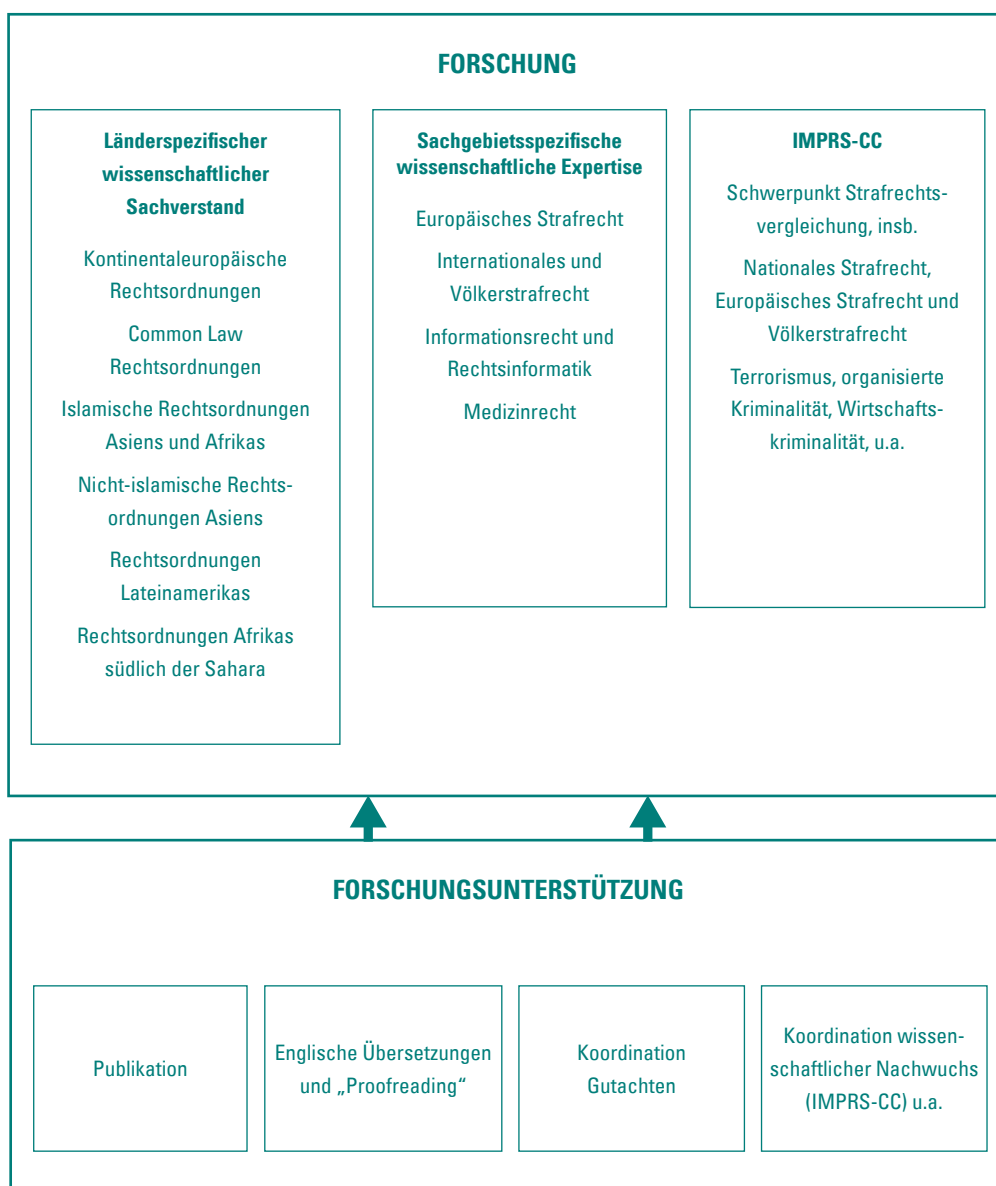 FORSCHUNG
Länderspezifischer
wissenschaftlicher
Sachverstand
Kontinentaleuropäische
Rechtsordnungen
Common Law
Rechtsordnungen
Islamische Rechtsordnungen
Asiens und Afrikas
Nicht-islamische Rechts-
ordnungen Asiens
Rechtsordnungen
Lateinamerikas
Rechtsordnungen Afrikas
südlich der Sahara
Sachgebietsspezifische
wissenschaftliche Expertise
Europäisches Strafrecht
Internationales und
Völkerstrafrecht
Informationsrecht und
Rechtsinformatik
Medizinrecht
IMPRS-CC
Schwerpunkt Strafrechts-
vergleichung, insb.
Nationales Strafrecht,
Europäisches Strafrecht und
Völkerstrafrecht
Terrorismus, organisierte
Kriminalität, Wirtschafts-
kriminalität, u.a.
FORSCHUNGSUNTERSTÜTZUNG
Publikation
Englische Übersetzungen
und „Proofreading“
Koordination
Gutachten
Koordination wissen-
schaftlicher Nachwuchs
(IMPRS-CC) u.a.